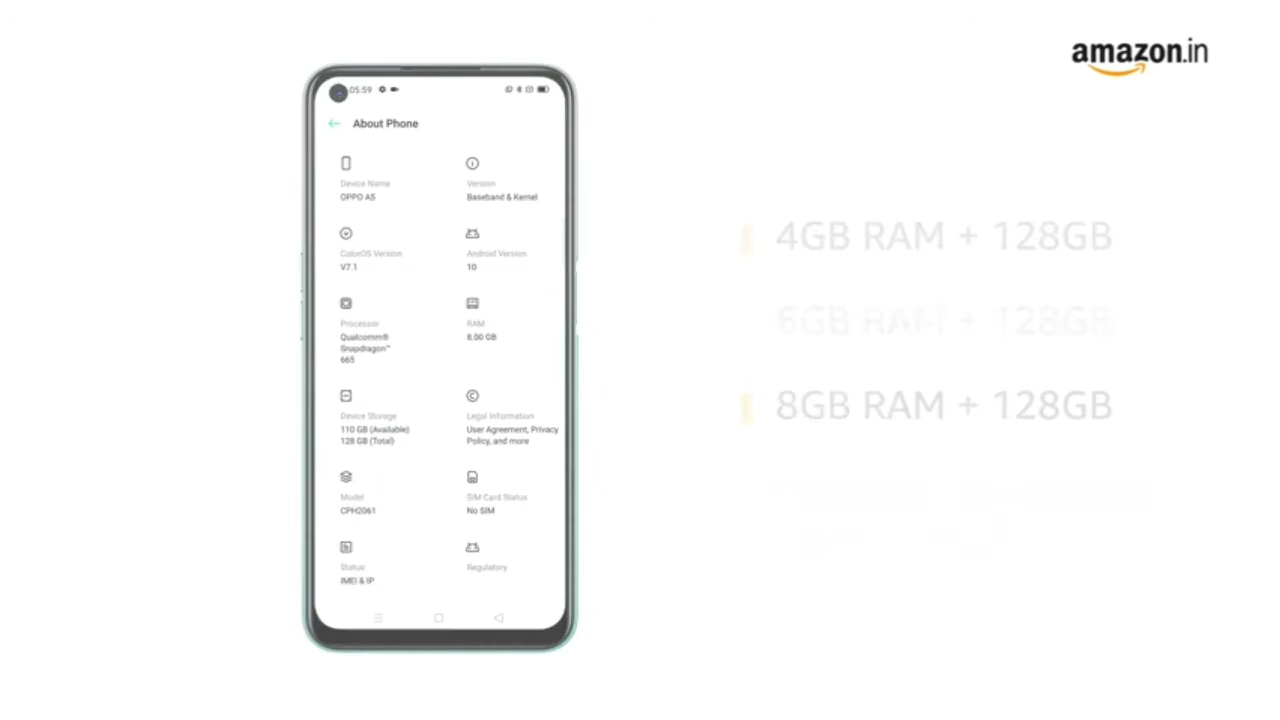 amazon.in
05:59
About Phone
Device Name
OPPO A5
Version
Baseband & Kernel
ColorOS Version
V7.1
Android Version
10
Processor
Qualcomm®
Snapdragon™
665
RAM
8.00 GB
Device Storage
110 GB (Available)
128 GB (Total)
Legal Information
User Agreement, Privacy
Policy, and more
Model
CPH2061
SIM Card Status
No SIM
Status
IMEI & IP
Regulatory
4GB RAM + 128GB
6GB RAM + 128GB
8GB RAM + 128GB